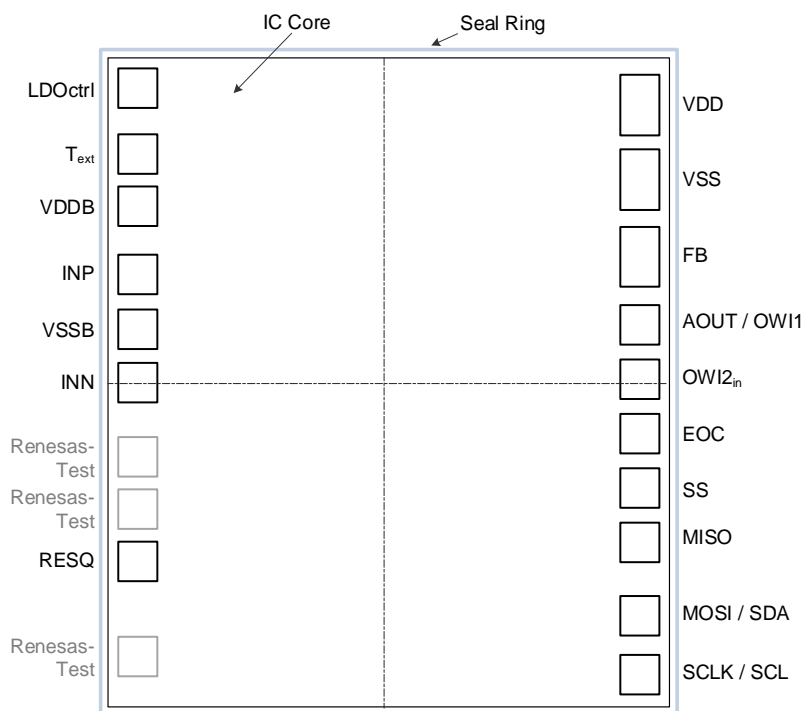 IC Core
Seal Ring
LDOctrl
Text
VDDB
INP
VSSB
INN
Renesas-
Test
Renesas-
Test
RESQ
Renesas-
Test
VDD
VSS
FB
AOUT / OWI1
OWI2in
EOC
SS
MISO
MOSI / SDA
SCLK / SCL